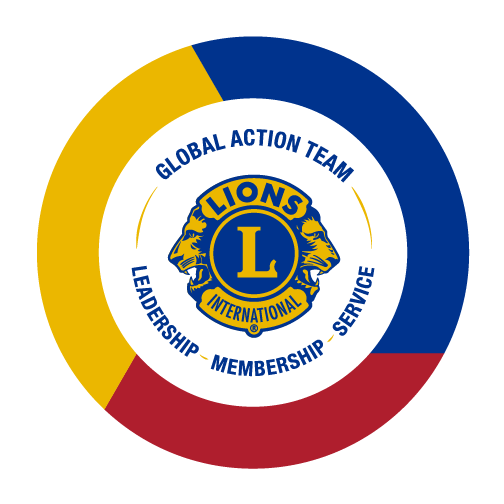 GLOBAL ACTION TEAM
LIONS
L
INTERNATIONAL
®
LEADERSHIP - MEMBERSHIP - SERVICE